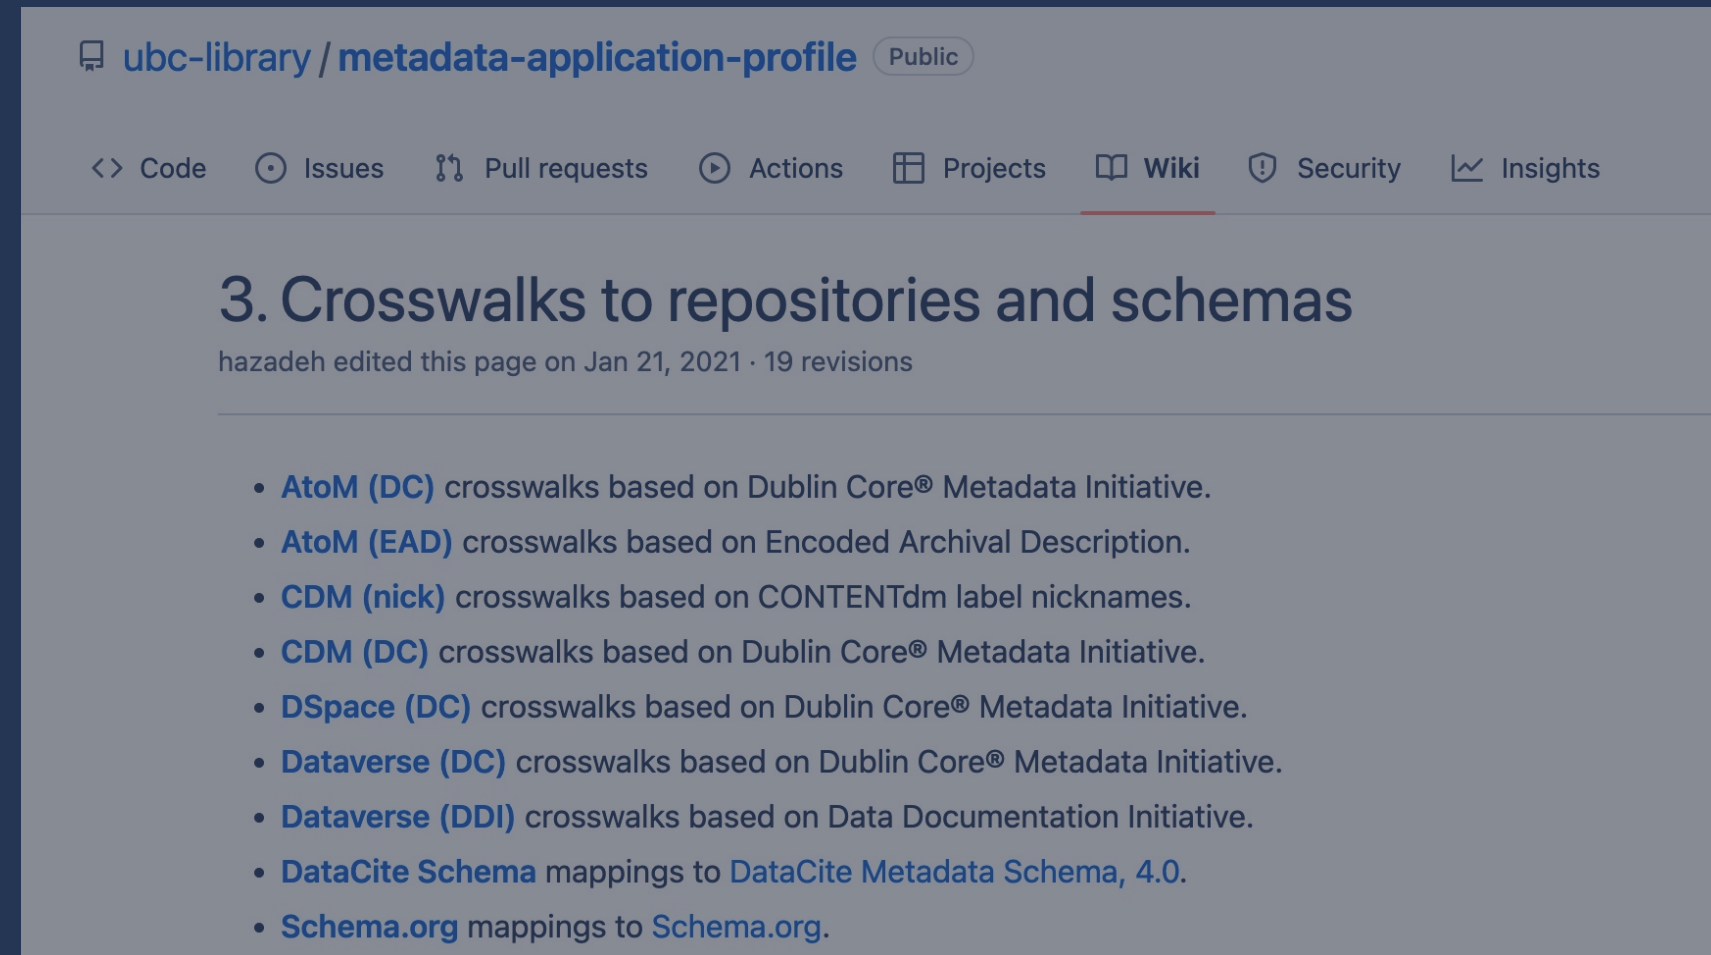 ubc-library / metadata-application-profile Public
Code Issues Pull requests Actions Projects Wiki Security Insights
3. Crosswalks to repositories and schemas
hazadeh edited this page on Jan 21, 2021 · 19 revisions
• AtoM (DC) crosswalks based on Dublin Core® Metadata Initiative.
• AtoM (EAD) crosswalks based on Encoded Archival Description.
• CDM (nick) crosswalks based on CONTENTdm label nicknames.
• CDM (DC) crosswalks based on Dublin Core® Metadata Initiative.
• DSpace (DC) crosswalks based on Dublin Core® Metadata Initiative.
• Dataverse (DC) crosswalks based on Dublin Core® Metadata Initiative.
• Dataverse (DDI) crosswalks based on Data Documentation Initiative.
• DataCite Schema mappings to DataCite Metadata Schema, 4.0.
• Schema.org mappings to Schema.org.